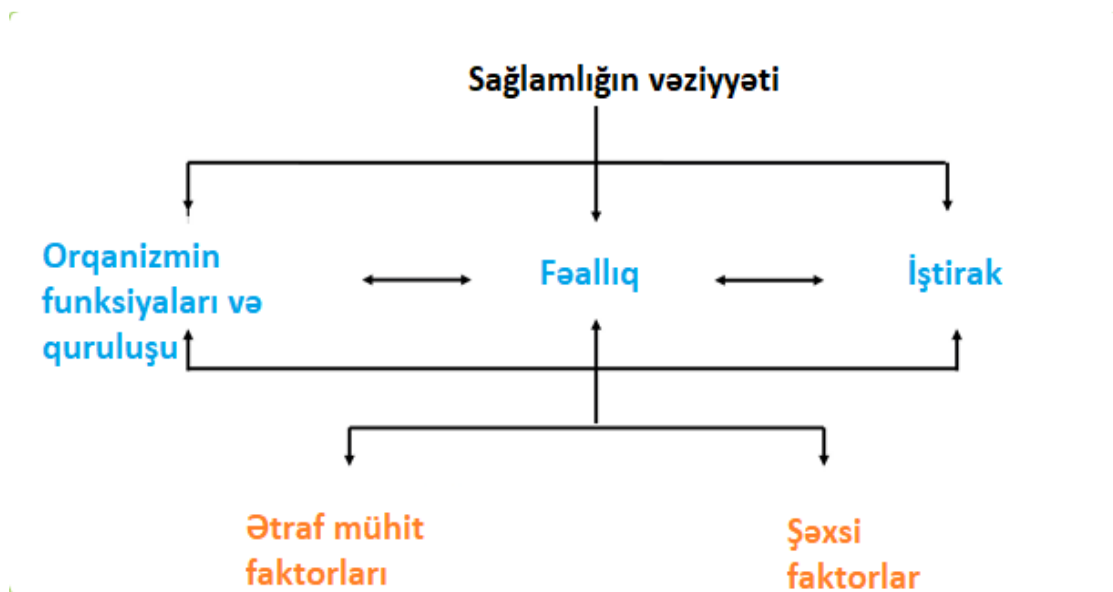 Sağlamlığın vəziyyəti
Orqanizmin
funksiyaları və
quruluşu
Fəallıq
İştirak
Ətraf mühit
faktorları
Şəxsi
faktorlar